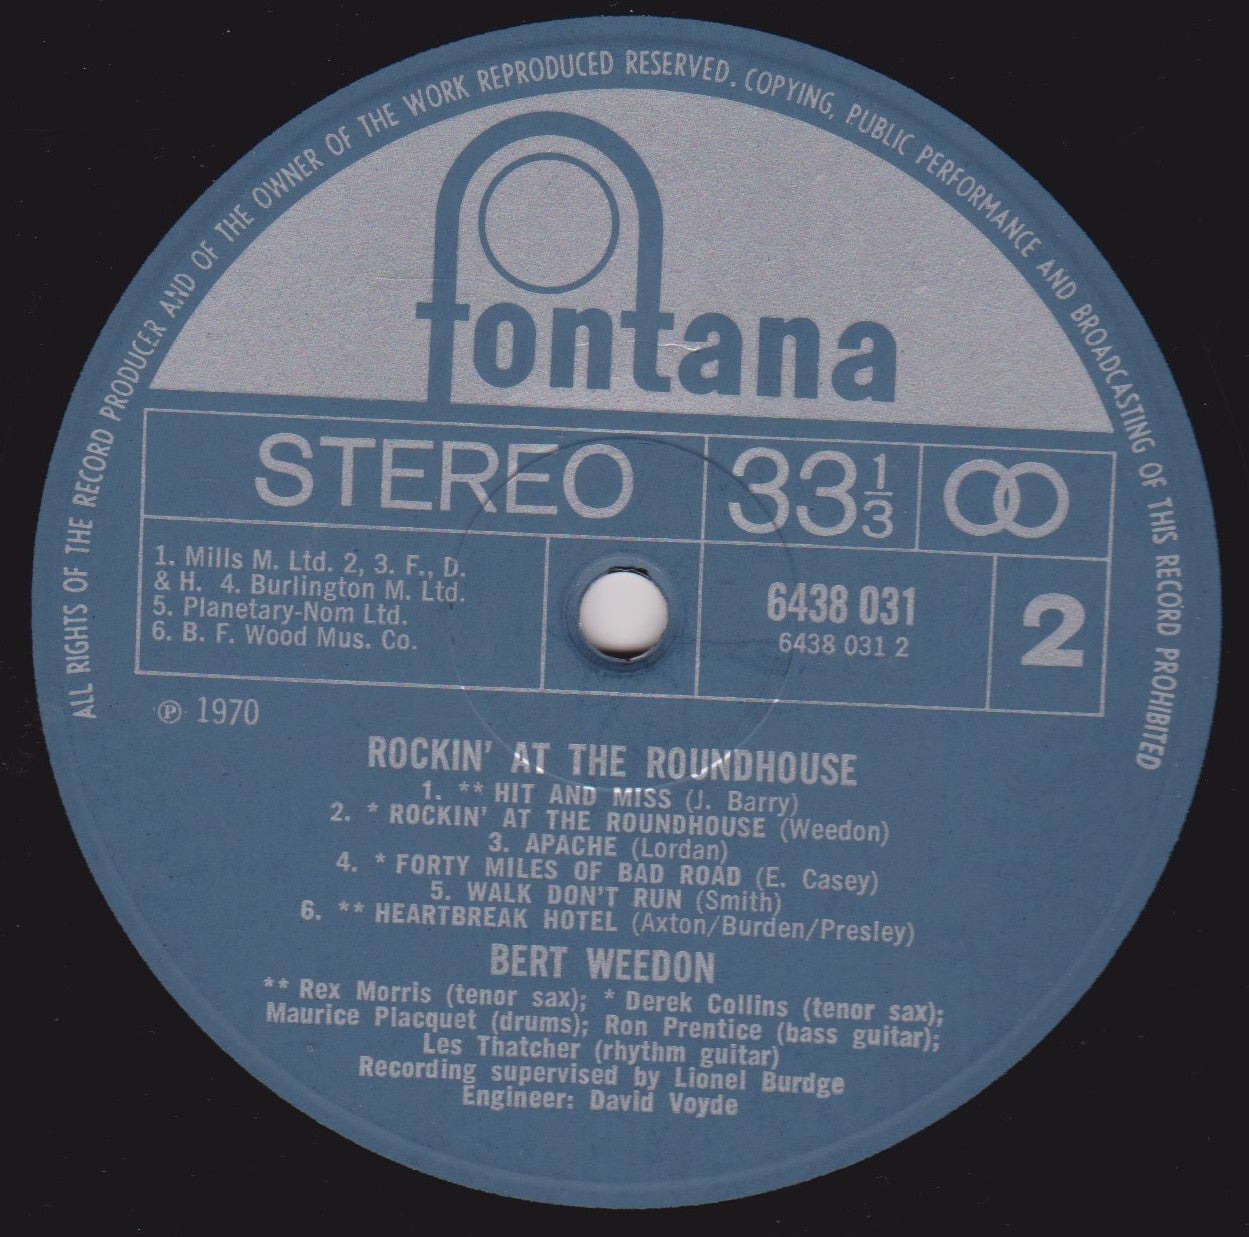 ALL RIGHTS OF THE RECORD PRODUCER AND OF THE OWNER OF THE WORK REPRODUCED RESERVED. COPYING, PUBLIC PERFORMANCE AND BROADCASTING OF THIS RECORD PROHIBITED
fontana
STEREO 33 1/3
1. Mills M. Ltd. 2, 3. F., D.
& H. 4. Burlington M. Ltd.
5. Planetary-Nom Ltd.
6. B. F. Wood Mus. Co.
6438 031
6438 031 2
2
℗ 1970
ROCKIN' AT THE ROUNDHOUSE
1. ** HIT AND MISS (J. Barry)
2. * ROCKIN' AT THE ROUNDHOUSE (Weedon)
3. APACHE (Lordan)
4. * FORTY MILES OF BAD ROAD (E. Casey)
5. WALK DON'T RUN (Smith)
6. ** HEARTBREAK HOTEL (Axton/Burden/Presley)
BERT WEEDON
** Rex Morris (tenor sax); * Derek Collins (tenor sax);
Maurice Placquet (drums); Ron Prentice (bass guitar);
Les Thatcher (rhythm guitar)
Recording supervised by Lionel Burdge
Engineer: David Voyde